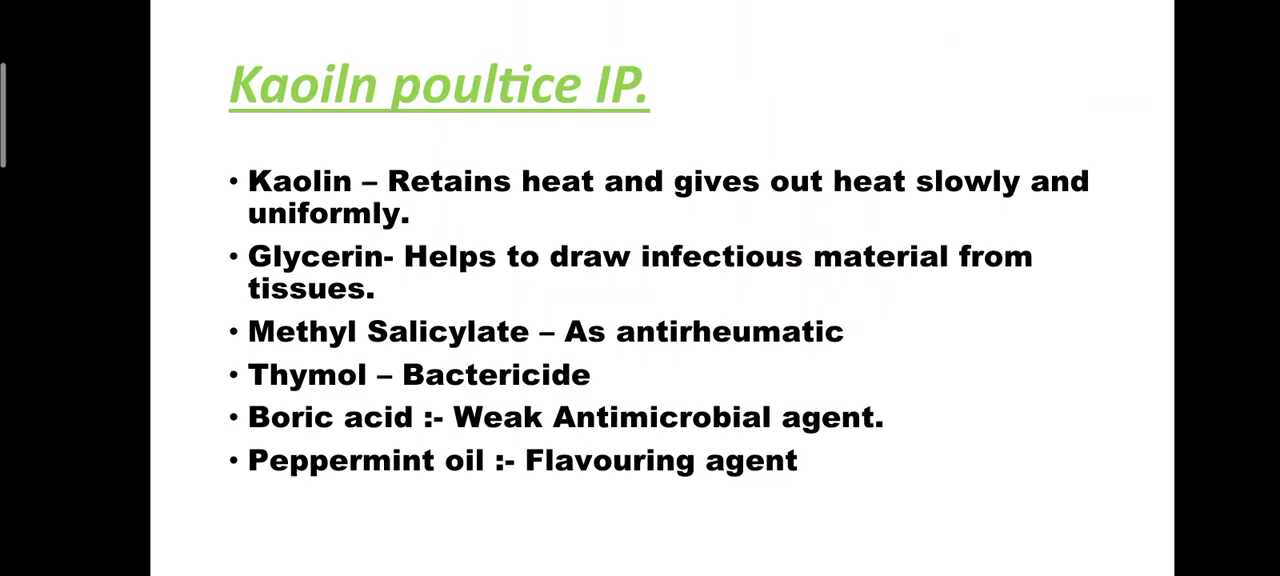 Kaoiln poultice IP.
• Kaolin – Retains heat and gives out heat slowly and
uniformly.
• Glycerin- Helps to draw infectious material from
tissues.
• Methyl Salicylate – As antirheumatic
• Thymol – Bactericide
• Boric acid :- Weak Antimicrobial agent.
• Peppermint oil :- Flavouring agent